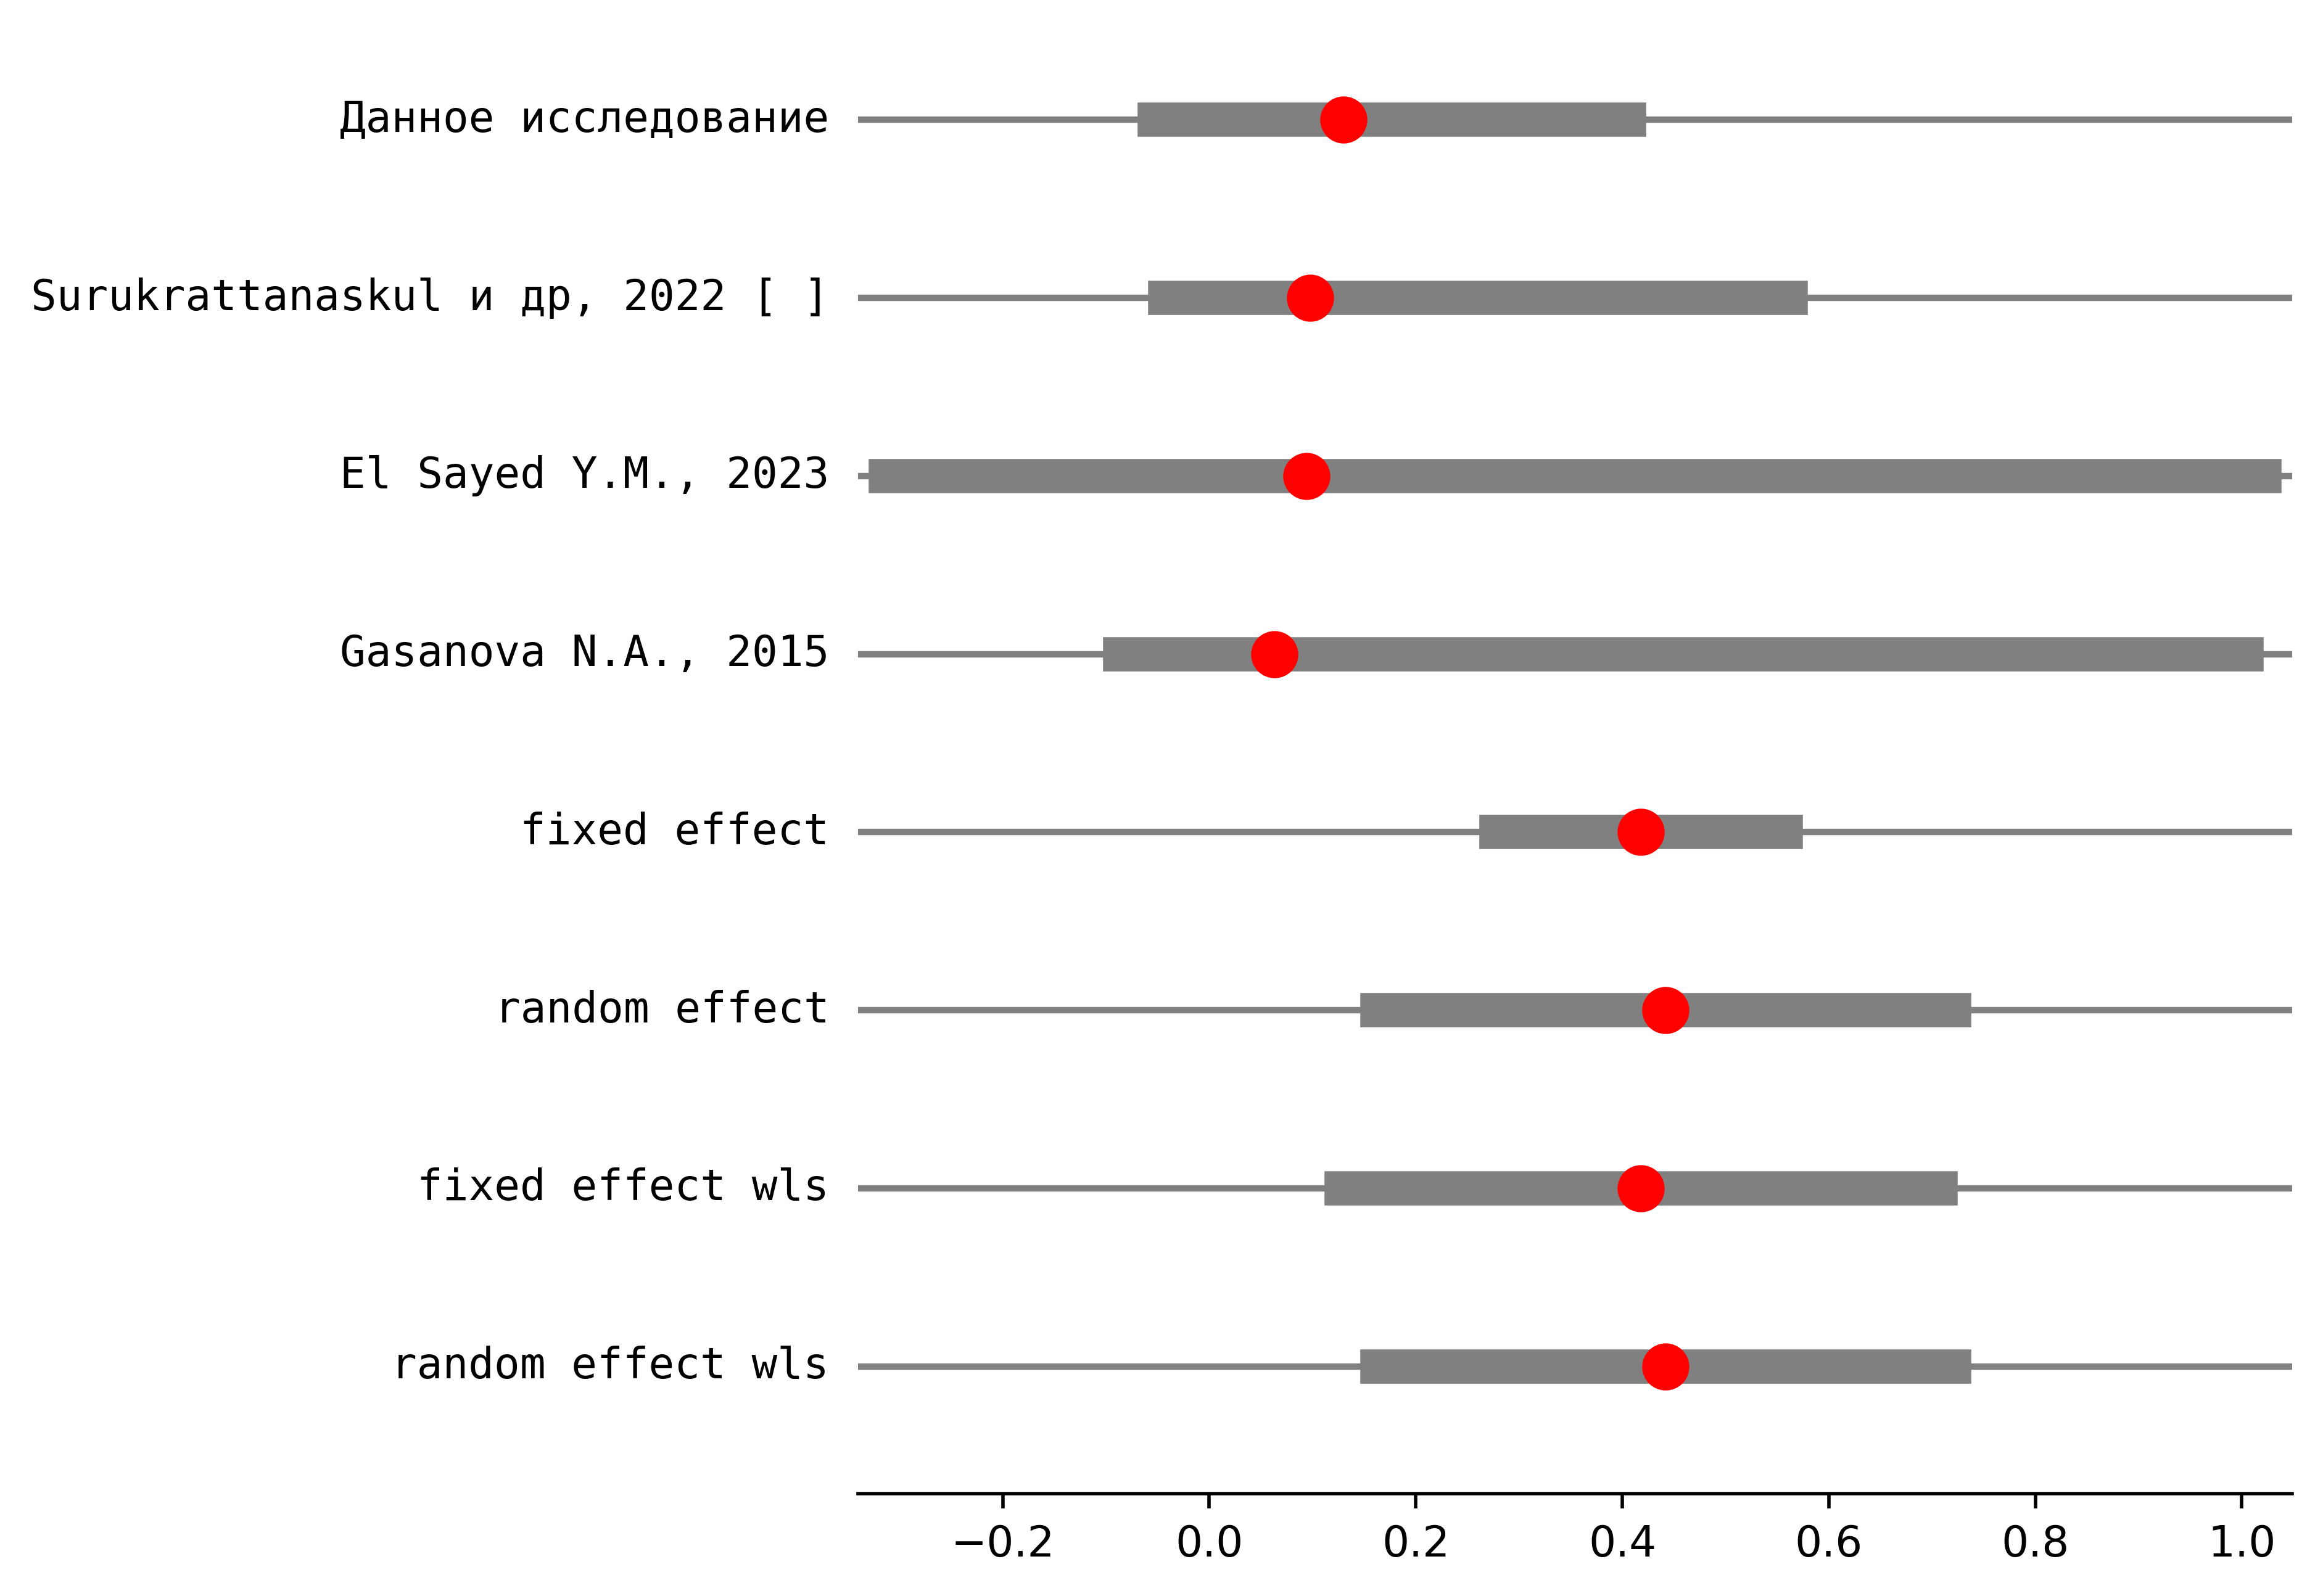 Данное исследование
Surukrattanaskul и др, 2022 [ ]
El Sayed Y.M., 2023
Gasanova N.A., 2015
fixed effect
random effect
fixed effect wls
random effect wls
−0.2 0.0 0.2 0.4 0.6 0.8 1.0